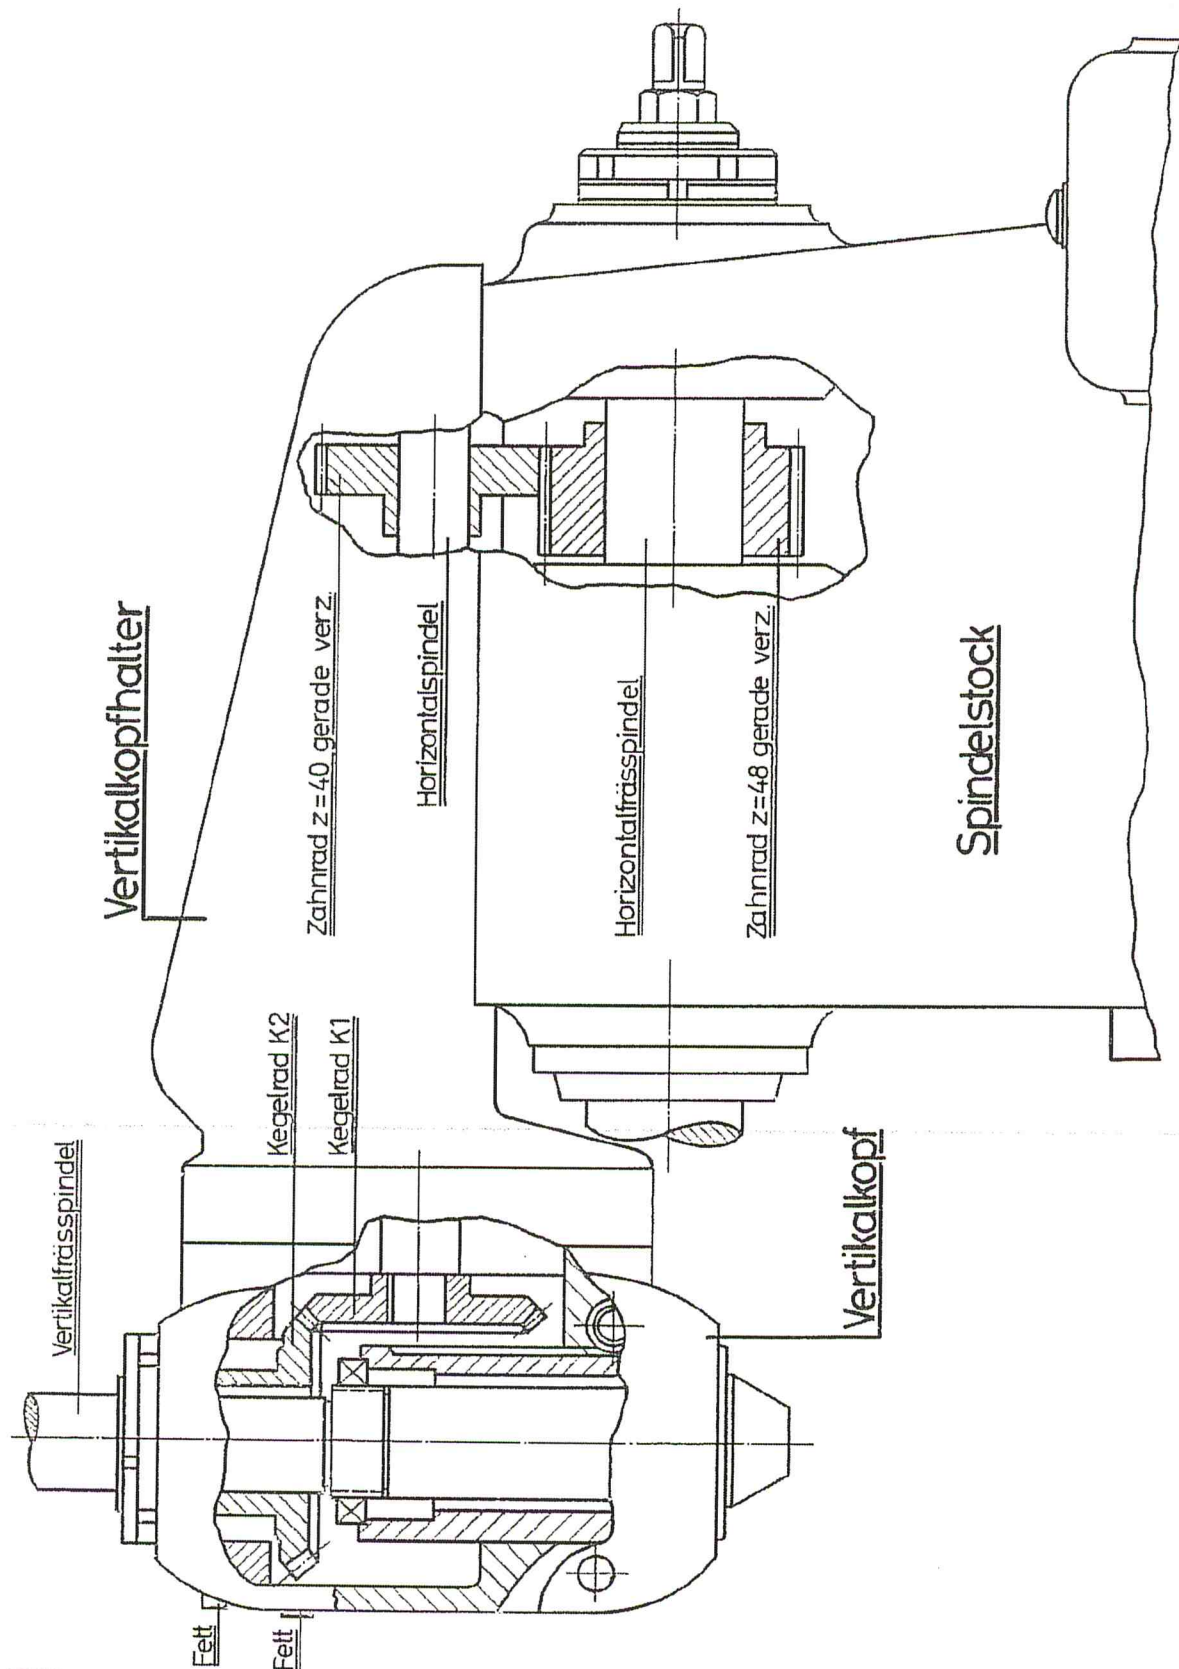 Vertikalkopfhalter
Vertikalfrässpindel
Kegelrad K2
Kegelrad K1
Zahnrad z=40 gerade verz.
Horizontalspindel
Horizontalfrässpindel
Zahnrad z=48 gerade verz.
Spindelstock
Vertikalkopf
Fett
Fett